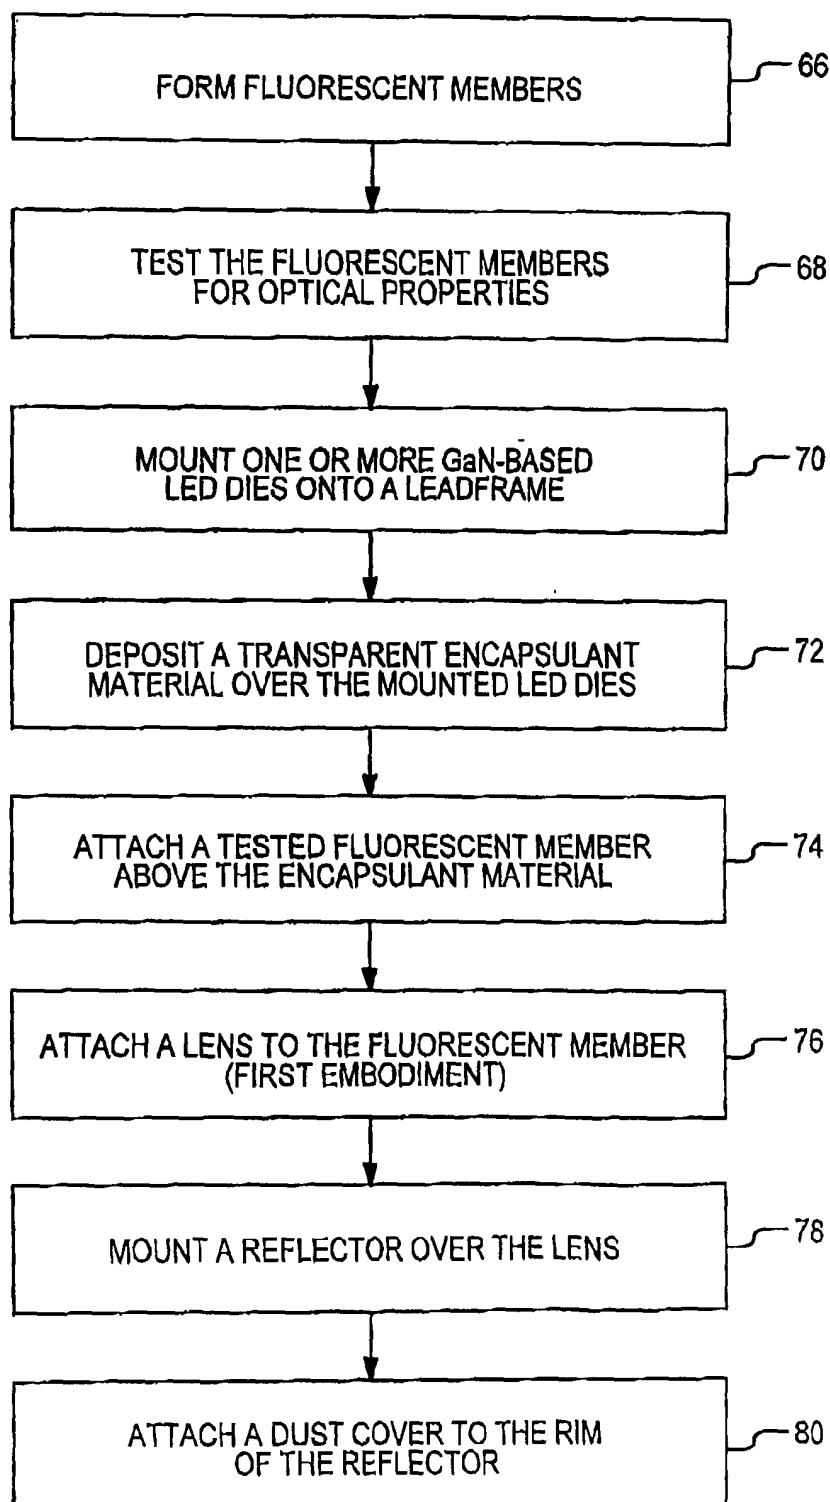 FORM FLUORESCENT MEMBERS
66
TEST THE FLUORESCENT MEMBERS
FOR OPTICAL PROPERTIES
68
MOUNT ONE OR MORE GaN-BASED
LED DIES ONTO A LEADFRAME
70
DEPOSIT A TRANSPARENT ENCAPSULANT
MATERIAL OVER THE MOUNTED LED DIES
72
ATTACH A TESTED FLUORESCENT MEMBER
ABOVE THE ENCAPSULANT MATERIAL
74
ATTACH A LENS TO THE FLUORESCENT MEMBER
(FIRST EMBODIMENT)
76
MOUNT A REFLECTOR OVER THE LENS
78
ATTACH A DUST COVER TO THE RIM
OF THE REFLECTOR
80